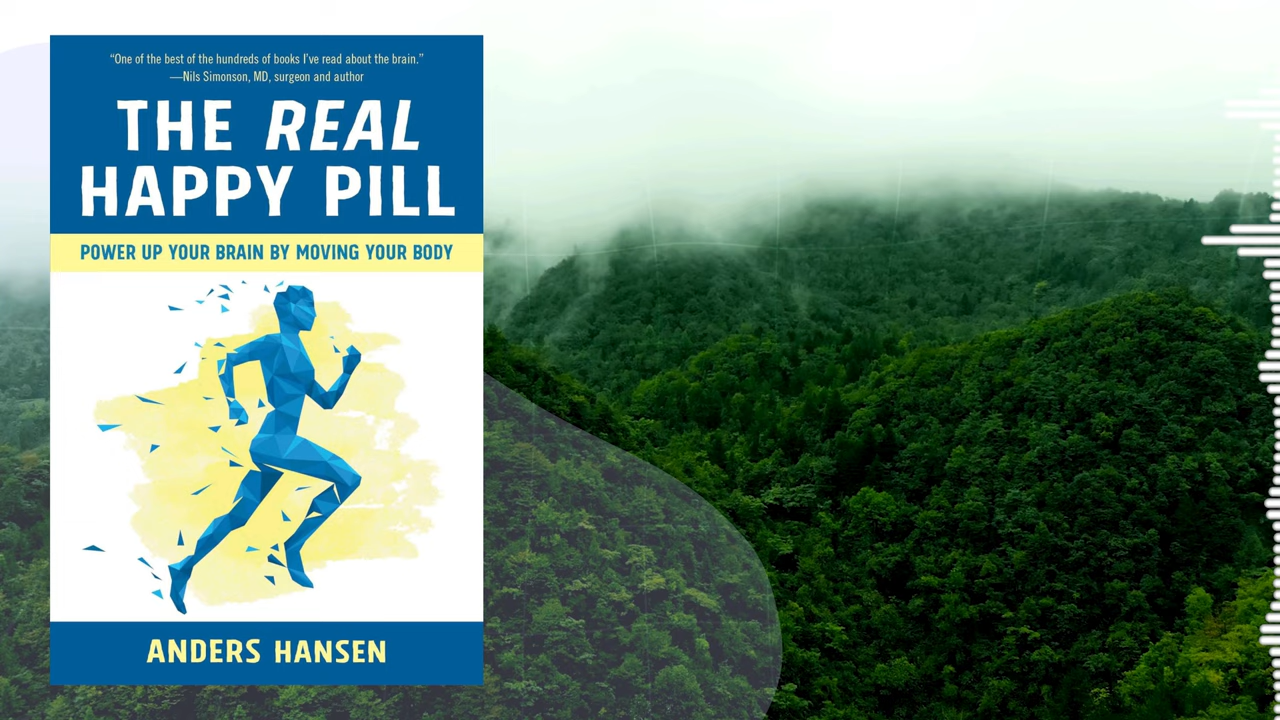 “One of the best of the hundreds of books I’ve read about the brain.”
—Nils Simonson, MD, surgeon and author
THE REAL
HAPPY PILL
POWER UP YOUR BRAIN BY MOVING YOUR BODY
ANDERS HANSEN